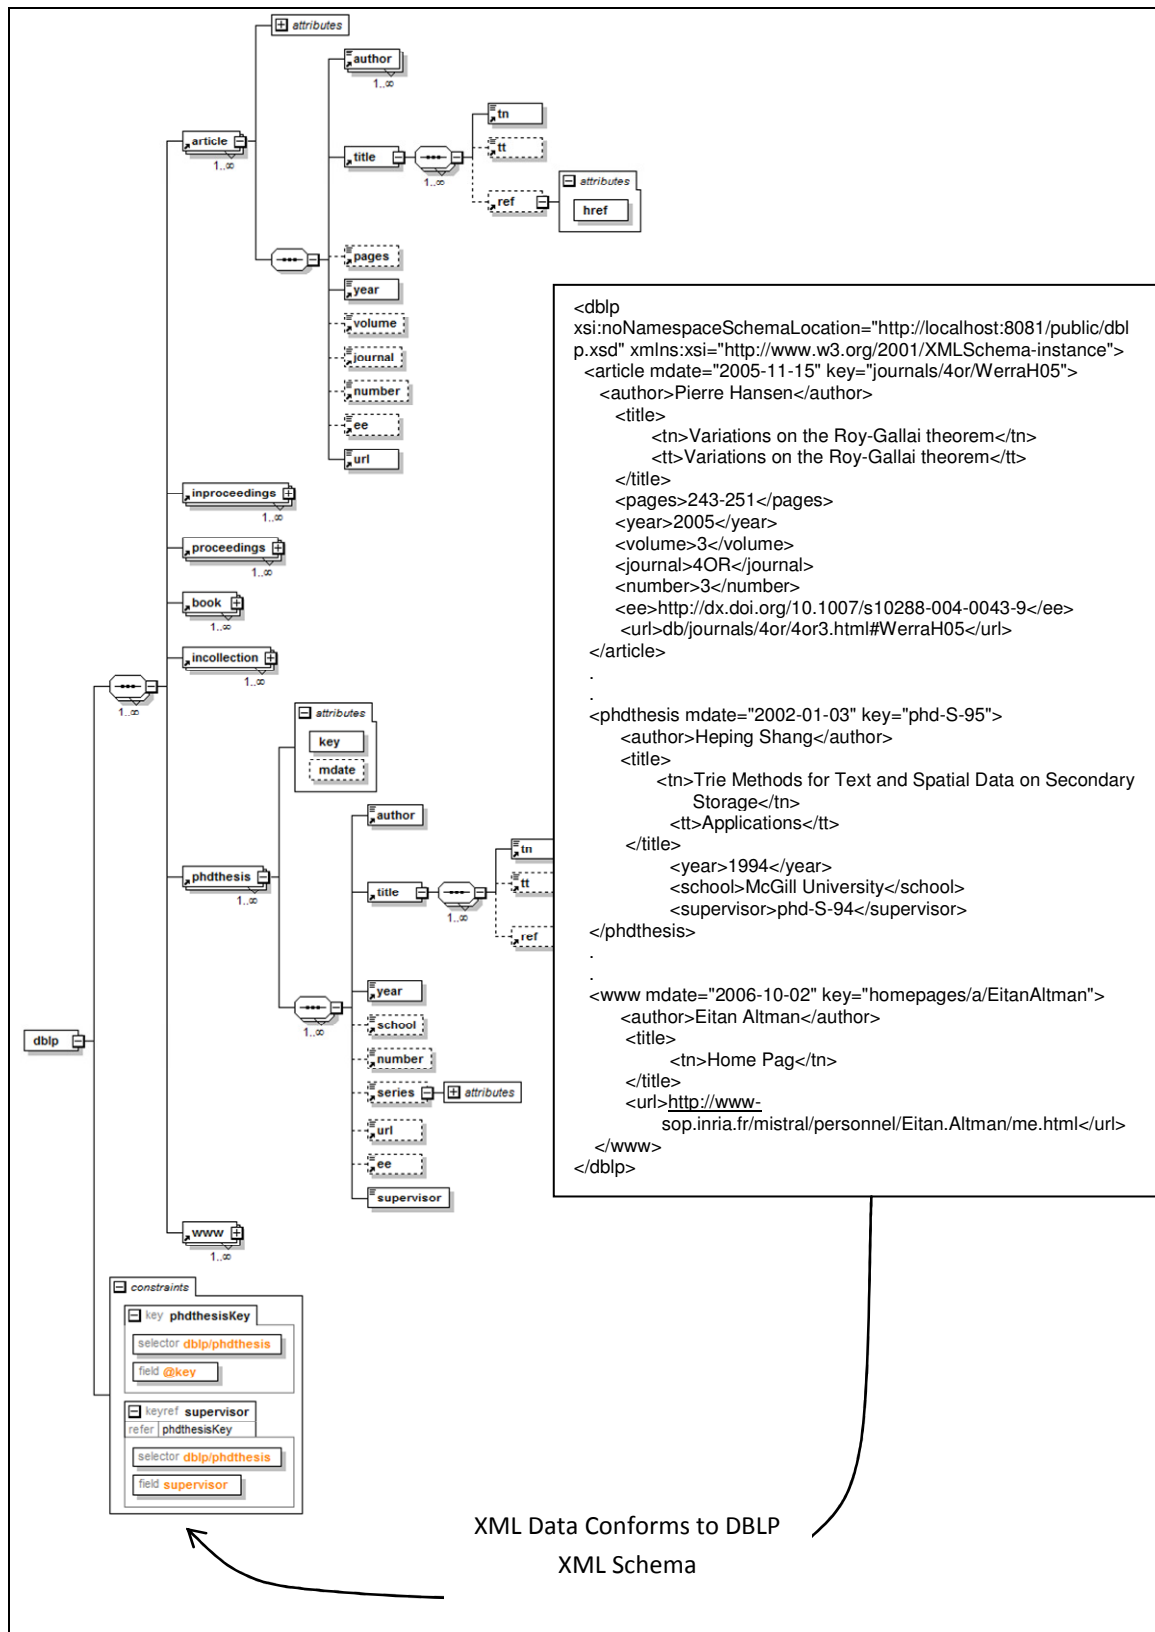 attributes
author
1..∞
tn
article
1..∞
title
1..∞
tt
attributes
ref
href
pages
year
volume
journal
number
ee
url
inproceedings
1..∞
proceedings
1..∞
book
1..∞
incollection
1..∞
1..∞
attributes
key
mdate
author
tn
phdthesis
1..∞
title
1..∞
tt
ref
year
1..∞
school
number
series
attributes
url
ee
supervisor
dblp
www
1..∞
constraints
key phdthesisKey
selector dblp/phdthesis
field @key
keyref supervisor
refer phdthesisKey
selector dblp/phdthesis
field supervisor
<dblp
xsi:noNamespaceSchemaLocation="http://localhost:8081/public/dbl
p.xsd" xmlns:xsi="http://www.w3.org/2001/XMLSchema-instance">
<article mdate="2005-11-15" key="journals/4or/WerraH05">
<author>Pierre Hansen</author>
<title>
<tn>Variations on the Roy-Gallai theorem</tn>
<tt>Variations on the Roy-Gallai theorem</tt>
</title>
<pages>243-251</pages>
<year>2005</year>
<volume>3</volume>
<journal>4OR</journal>
<number>3</number>
<ee>http://dx.doi.org/10.1007/s10288-004-0043-9</ee>
<url>db/journals/4or/4or3.html#WerraH05</url>
</article>
.
.
<phdthesis mdate="2002-01-03" key="phd-S-95">
<author>Heping Shang</author>
<title>
<tn>Trie Methods for Text and Spatial Data on Secondary
Storage</tn>
<tt>Applications</tt>
</title>
<year>1994</year>
<school>McGill University</school>
<supervisor>phd-S-94</supervisor>
</phdthesis>
.
.
<www mdate="2006-10-02" key="homepages/a/EitanAltman">
<author>Eitan Altman</author>
<title>
<tn>Home Pag</tn>
</title>
<url>http://www-
sop.inria.fr/mistral/personnel/Eitan.Altman/me.html</url>
</www>
</dblp>
XML Data Conforms to DBLP
XML Schema